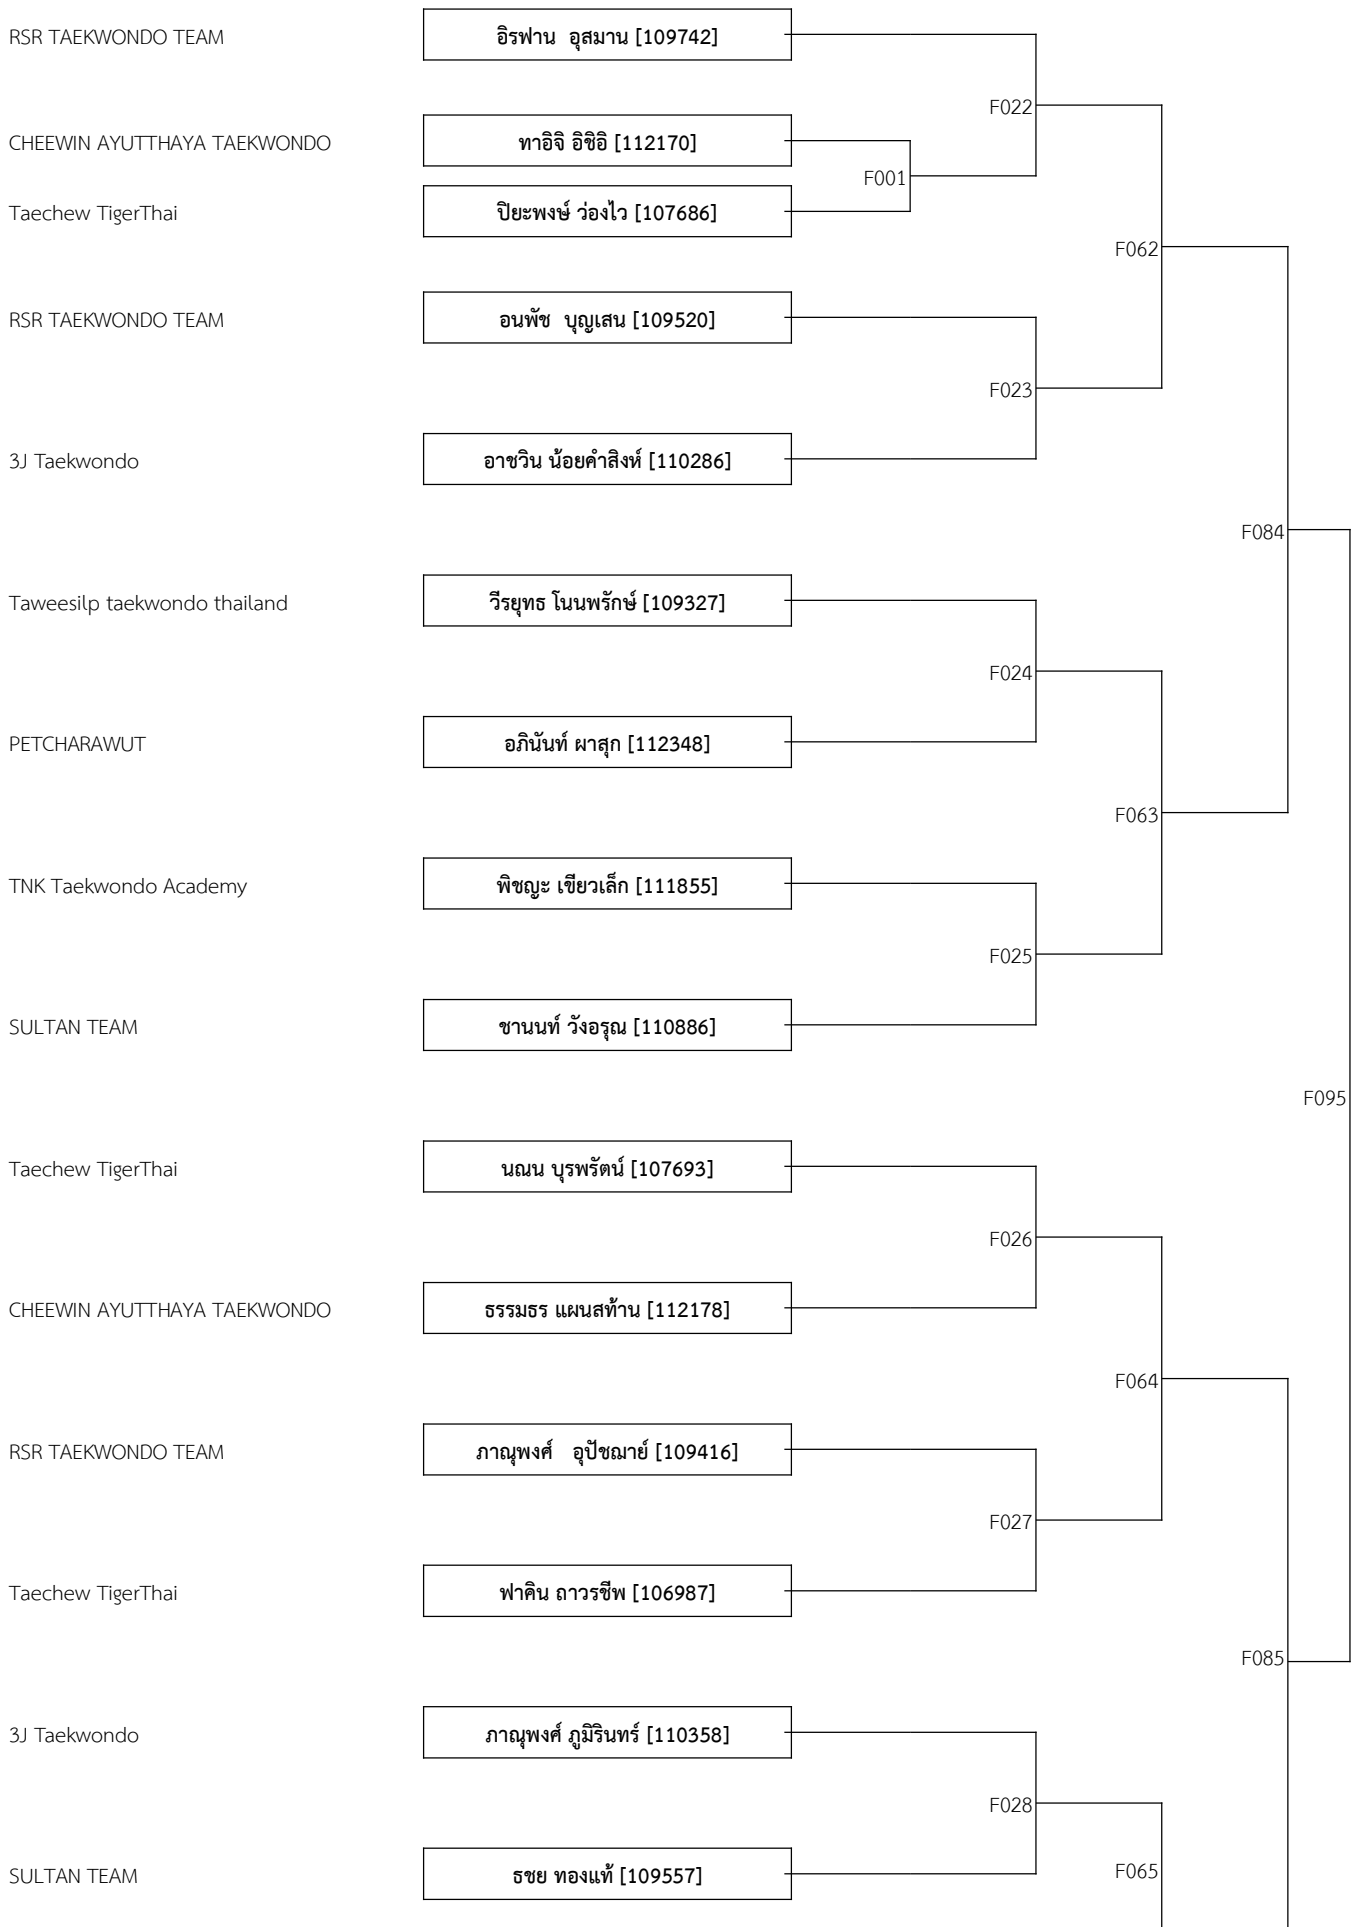 RSR TAEKWONDO TEAM
อิรฟาน  อุสมาน [109742]
F022
CHEEWIN AYUTTHAYA TAEKWONDO
ทาอิจิ อิชิอิ [112170]
F001
Taechew TigerThai
ปิยะพงษ์ ว่องไว [107686]
F062
RSR TAEKWONDO TEAM
อนพัช  บุญเสน [109520]
F023
3J Taekwondo
อาชวิน น้อยคำสิงห์ [110286]
F084
Taweesilp taekwondo thailand
วีรยุทธ โนนพรักษ์ [109327]
F024
PETCHARAWUT
อภินันท์ ผาสุก [112348]
F063
TNK Taekwondo Academy
พิชญะ เขียวเล็ก [111855]
F025
SULTAN TEAM
ชานนท์ วังอรุณ [110886]
F095
Taechew TigerThai
นณน บุรพรัตน์ [107693]
F026
CHEEWIN AYUTTHAYA TAEKWONDO
ธรรมธร แผนสท้าน [112178]
F064
RSR TAEKWONDO TEAM
ภาณุพงศ์   อุปัชฌาย์ [109416]
F027
Taechew TigerThai
ฟาคิน ถาวรชีพ [106987]
F085
3J Taekwondo
ภาณุพงศ์ ภูมิรินทร์ [110358]
F028
SULTAN TEAM
ธชย ทองแท้ [109557]
F065